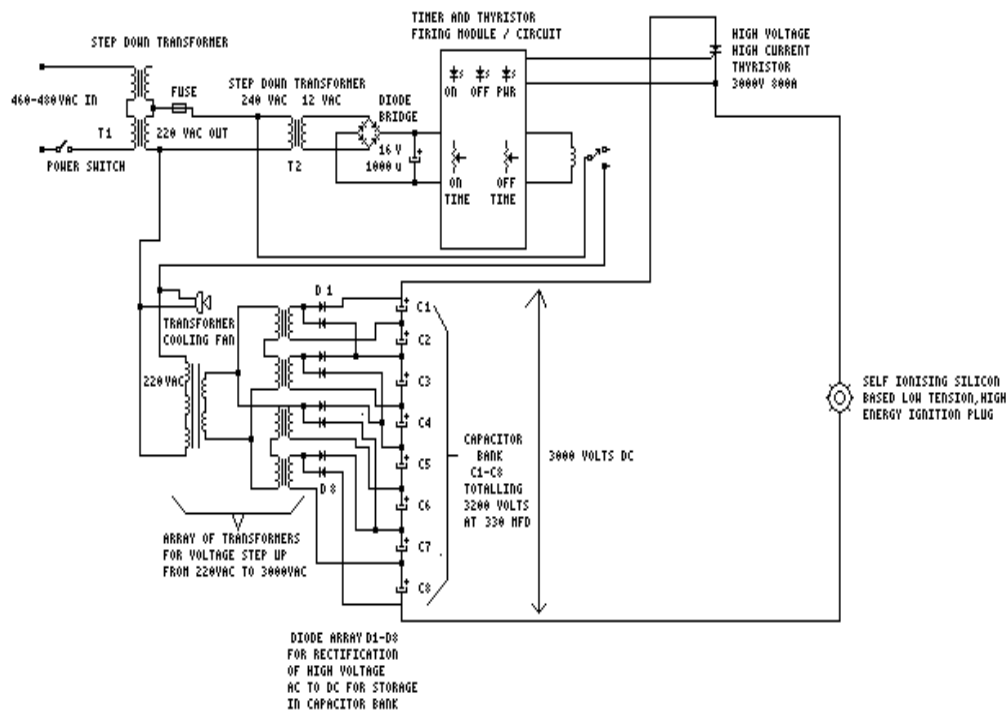 TIMER AND THYRISTOR
FIRING MODULE / CIRCUIT
STEP DOWN TRANSFORMER
HIGH VOLTAGE
HIGH CURRENT
THYRISTOR
3000V 800A
460-480VAC IN
FUSE
STEP DOWN TRANSFORMER
240 VAC 12 VAC
DIODE
BRIDGE
ON OFF PWR
T1
220 VAC OUT
T2
16 V
1000 u
POWER SWITCH
ON
TIME
OFF
TIME
D1
C1
TRANSFORMER
COOLING FAN
C2
220VAC
C3
C4
SELF IONISING SILICON
BASED LOW TENSION,HIGH
ENERGY IGNITION PLUG
CAPACITOR
BANK
C1-C8
TOTALLING
3200 VOLTS
AT 330 MFD
3000 VOLTS DC
C5
D8
C6
ARRAY OF TRANSFORMERS
FOR VOLTAGE STEP UP
FROM 220VAC TO 3000VAC
C7
C8
DIODE ARRAY D1-D8
FOR RECTIFICATION
OF HIGH VOLTAGE
AC TO DC FOR STORAGE
IN CAPACITOR BANK